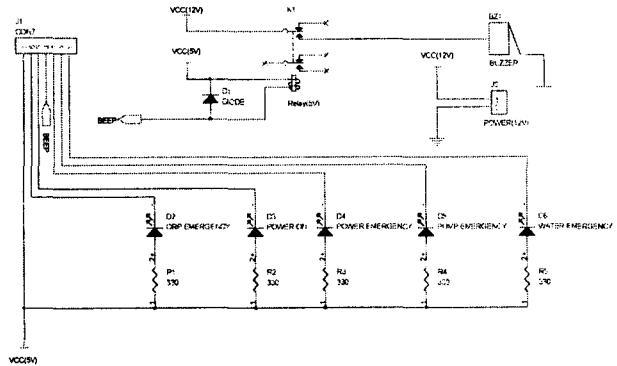 J1
CON7
VCC(12V)
K1
VCC(5V)
D1
DIODE
Relay(5V)
BEEP
BEEP
BZ1
BUZZER
VCC(12V)
POWER(12V)
D2
ORP EMERGENCY
D3
POWER ON
D4
POWER EMERGENCY
D5
PUMP EMERGENCY
D6
WATER EMERGENCY
R1
330
R2
330
R3
330
R4
330
R5
330
VCC(5V)